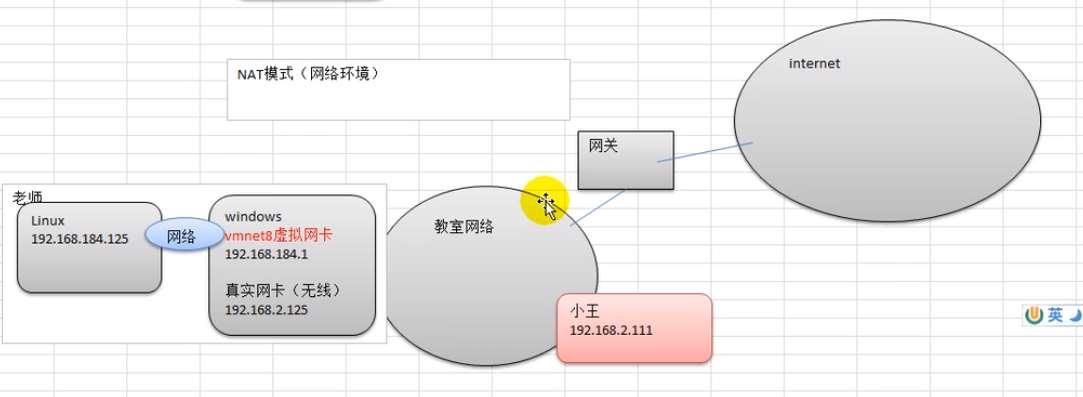 internet
NAT模式（网络环境）
网关
老师
Linux
192.168.184.125
网络
windows
vmnet8虚拟网卡
192.168.184.1
真实网卡（无线）
192.168.2.125
教室网络
小王
192.168.2.111
英